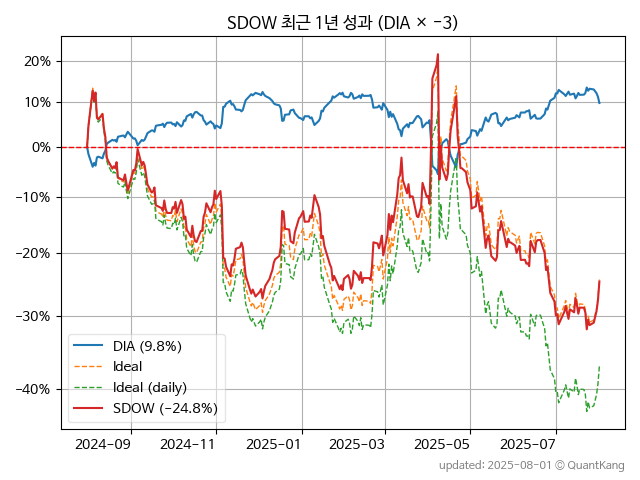 SDOW 최근 1년 성과 (DIA × −3)
20%
10%
0%
−10%
−20%
−30%
−40%
DIA (9.8%)
Ideal
Ideal (daily)
SDOW (−24.8%)
2024−09
2024−11
2025−01
2025−03
2025−05
2025−07
updated: 2025-08-01 © QuantKang